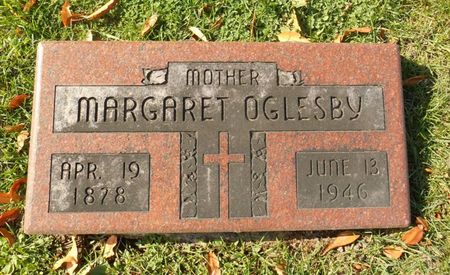 MOTHER
MARGARET OGLESBY
APR. 19
1878
JUNE 13
1946